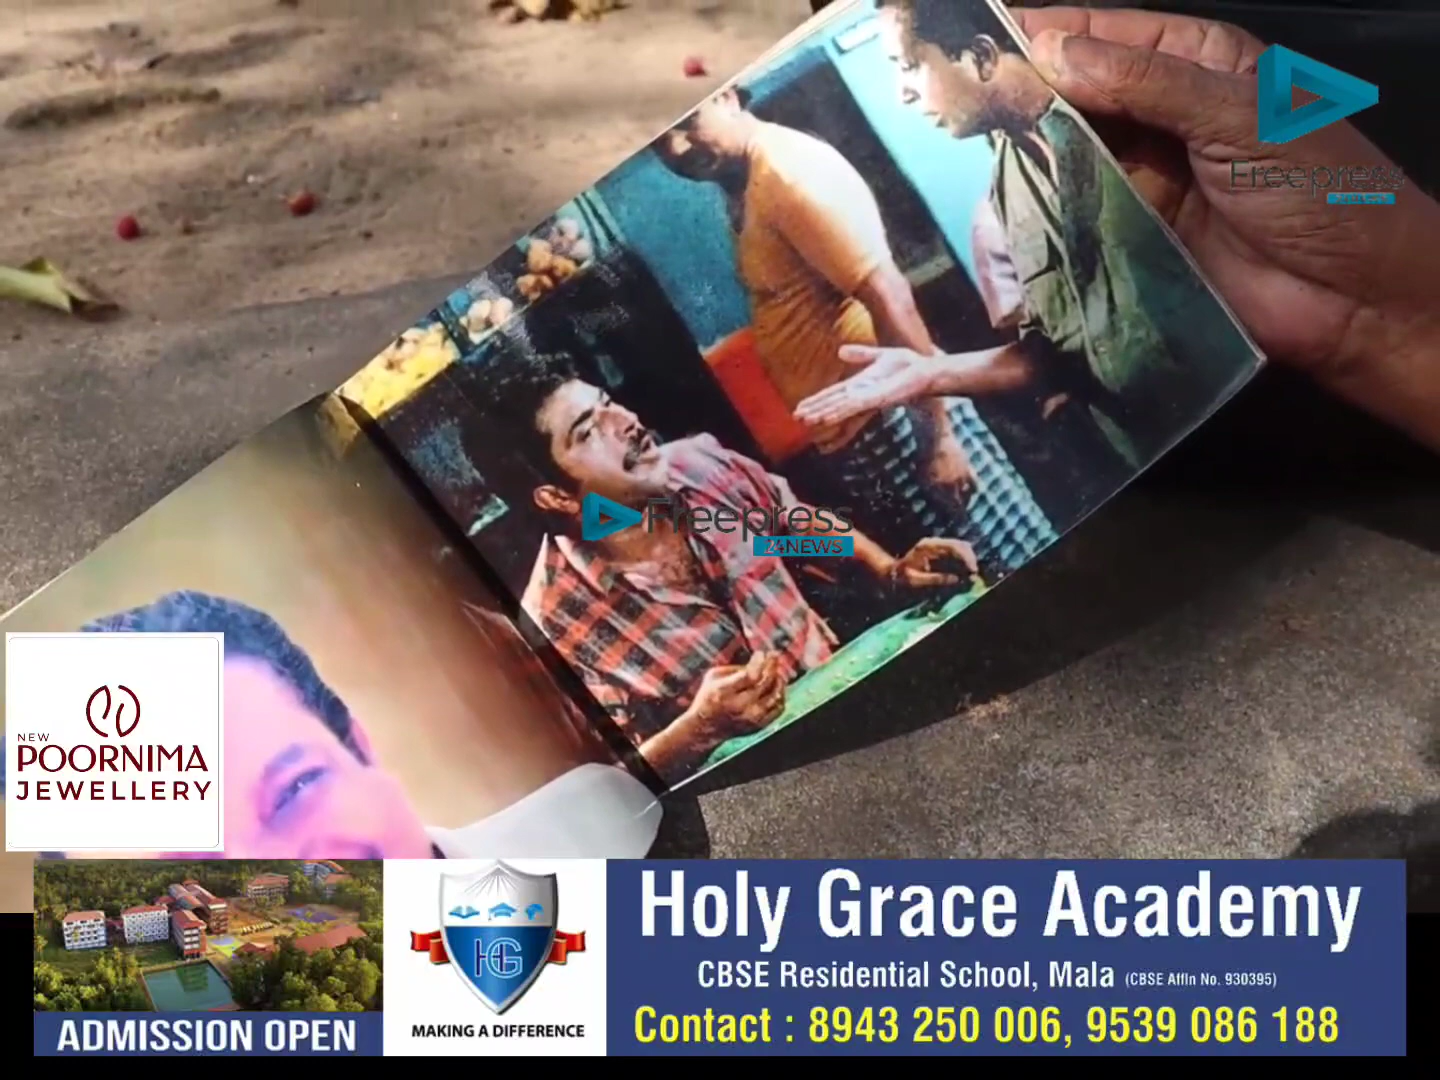 Freepress
Freepress
24NEWS
NEW
POORNIMA
JEWELLERY
ADMISSION OPEN
HG
MAKING A DIFFERENCE
Holy Grace Academy
CBSE Residential School, Mala (CBSE Affln No. 930395)
Contact : 8943 250 006, 9539 086 188